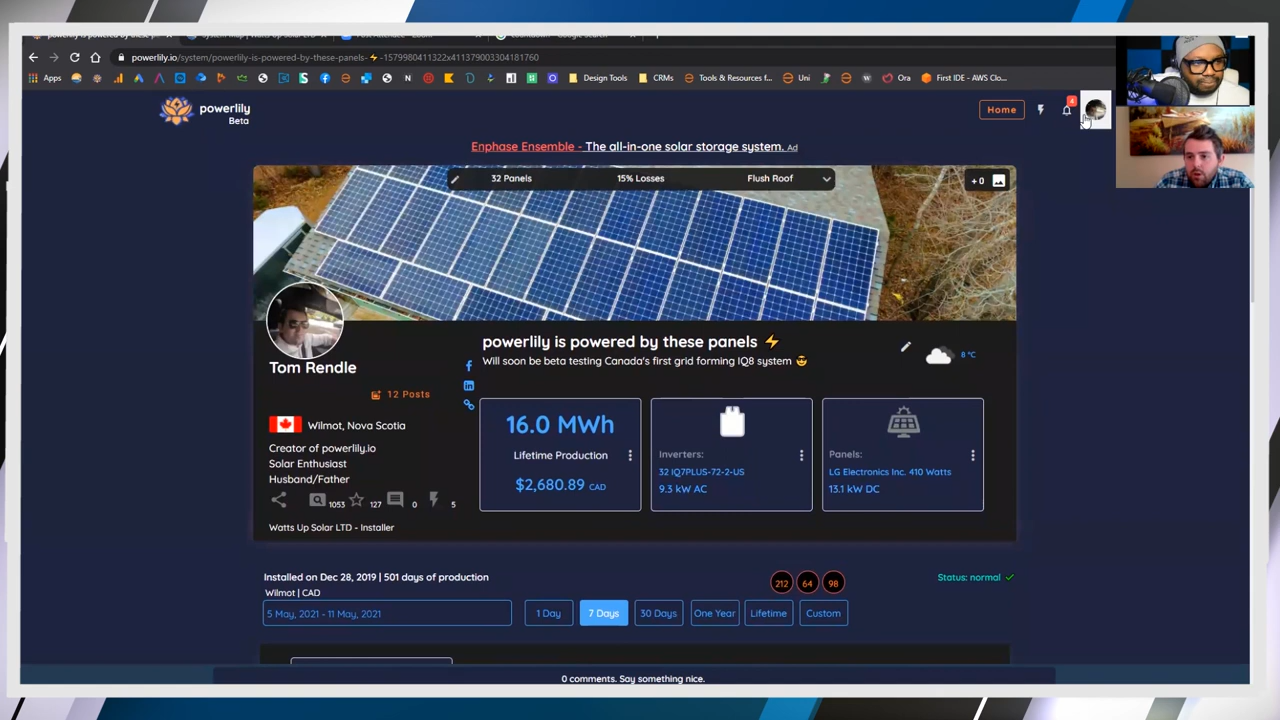 powerlily.io/system/powerlily-is-powered-by-these-panels-⚡-1579980411322x411379003304181760
Apps
Design Tools
CRMs
Tools & Resources f...
Uni
Ora
First IDE - AWS Clo...
powerlily
Beta
Home
4
Enphase Ensemble - The all-in-one solar storage system. Ad
32 Panels
15% Losses
Flush Roof
+ 0
powerlily is powered by these panels ⚡
Will soon be beta testing Canada's first grid forming IQ8 system 😎
8 °C
Tom Rendle
12 Posts
Wilmot, Nova Scotia
Creator of powerlily.io
Solar Enthusiast
Husband/Father
1053
127
0
5
Watts Up Solar LTD - Installer
16.0 MWh
Lifetime Production
$2,680.89 CAD
Inverters:
32 IQ7PLUS-72-2-US
9.3 kW AC
Panels:
LG Electronics Inc. 410 Watts
13.1 kW DC
Installed on Dec 28, 2019 | 501 days of production
Wilmot | CAD
212
64
98
Status: normal
5 May, 2021 - 11 May, 2021
1 Day
7 Days
30 Days
One Year
Lifetime
Custom
0 comments. Say something nice.